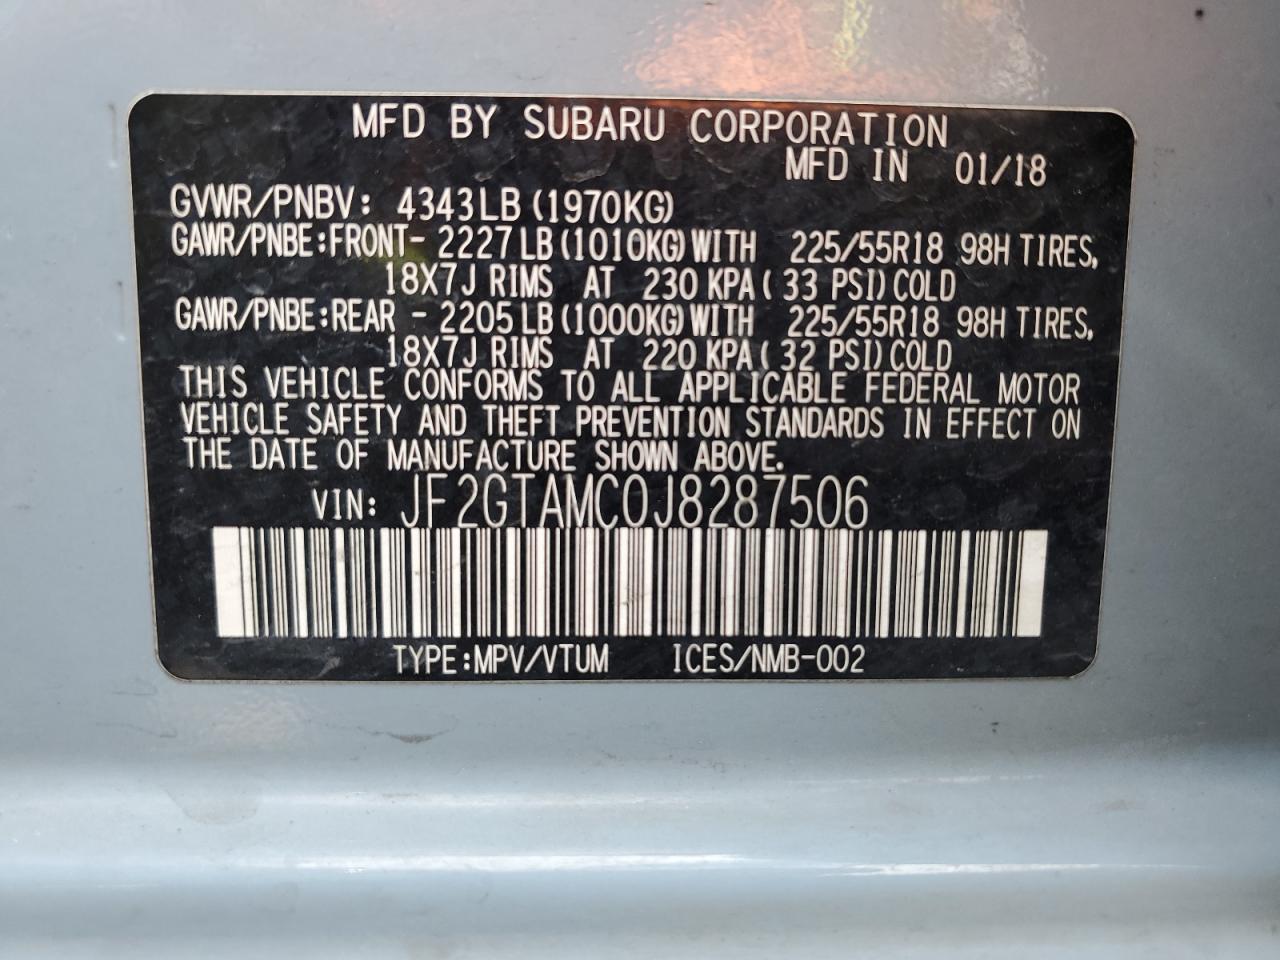 MFD BY SUBARU CORPORATION
MFD IN 01/18
GVWR/PNBV: 4343LB (1970KG)
GAWR/PNBE:FRONT- 2227LB (1010KG) WITH 225/55R18 98H TIRES,
18X7J RIMS AT 230 KPA ( 33 PSI) COLD
GAWR/PNBE:REAR - 2205LB (1000KG) WITH 225/55R18 98H TIRES,
18X7J RIMS AT 220 KPA ( 32 PSI) COLD
THIS VEHICLE CONFORMS TO ALL APPLICABLE FEDERAL MOTOR
VEHICLE SAFETY AND THEFT PREVENTION STANDARDS IN EFFECT ON
THE DATE OF MANUFACTURE SHOWN ABOVE.
VIN: JF2GTAMC0J8287506
TYPE:MPV/VTUM ICES/NMB-002